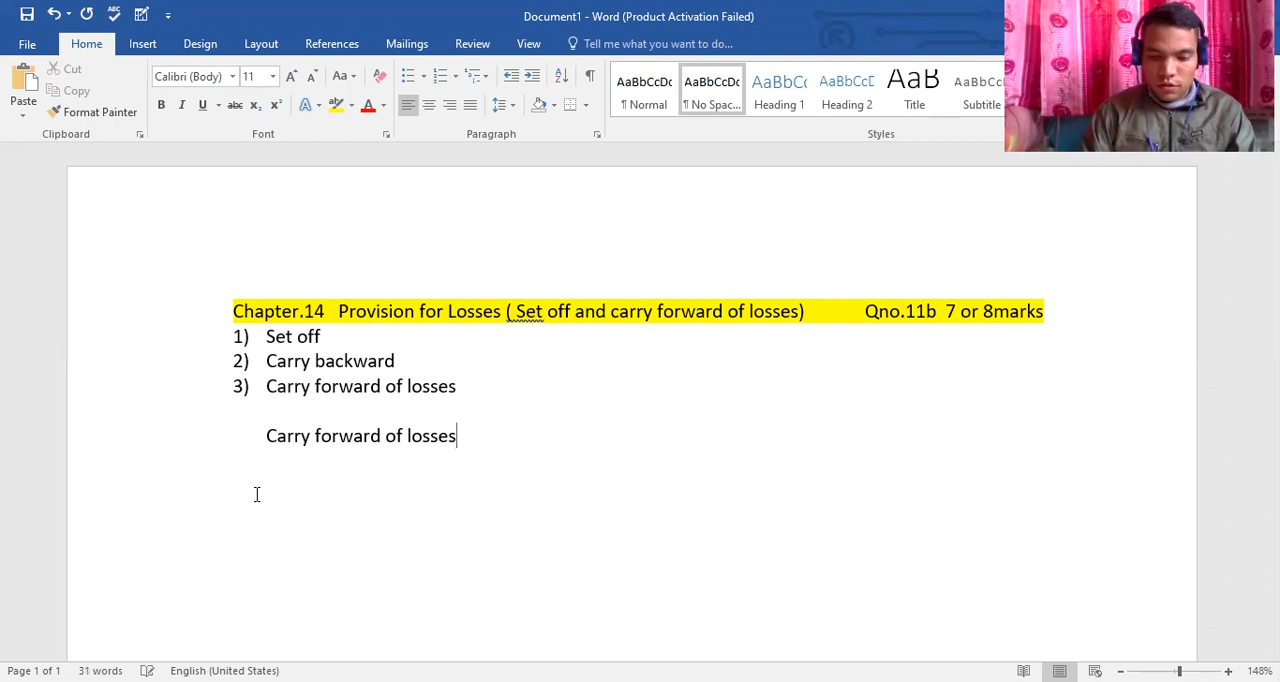 Document1 - Word (Product Activation Failed)
File Home Insert Design Layout References Mailings Review View Tell me what you want to do...
Paste Cut Copy Format Painter
Calibri (Body) 11
AaBbCcDc AaBbCcDc AaBbCc AaBbCcD AaB AaBbCcD
¶ Normal ¶ No Spac... Heading 1 Heading 2 Title Subtitle
Clipboard Font Paragraph Styles
Chapter.14 Provision for Losses ( Set off and carry forward of losses) Qno.11b 7 or 8marks
1) Set off
2) Carry backward
3) Carry forward of losses
Carry forward of losses
Page 1 of 1 31 words English (United States) 148%